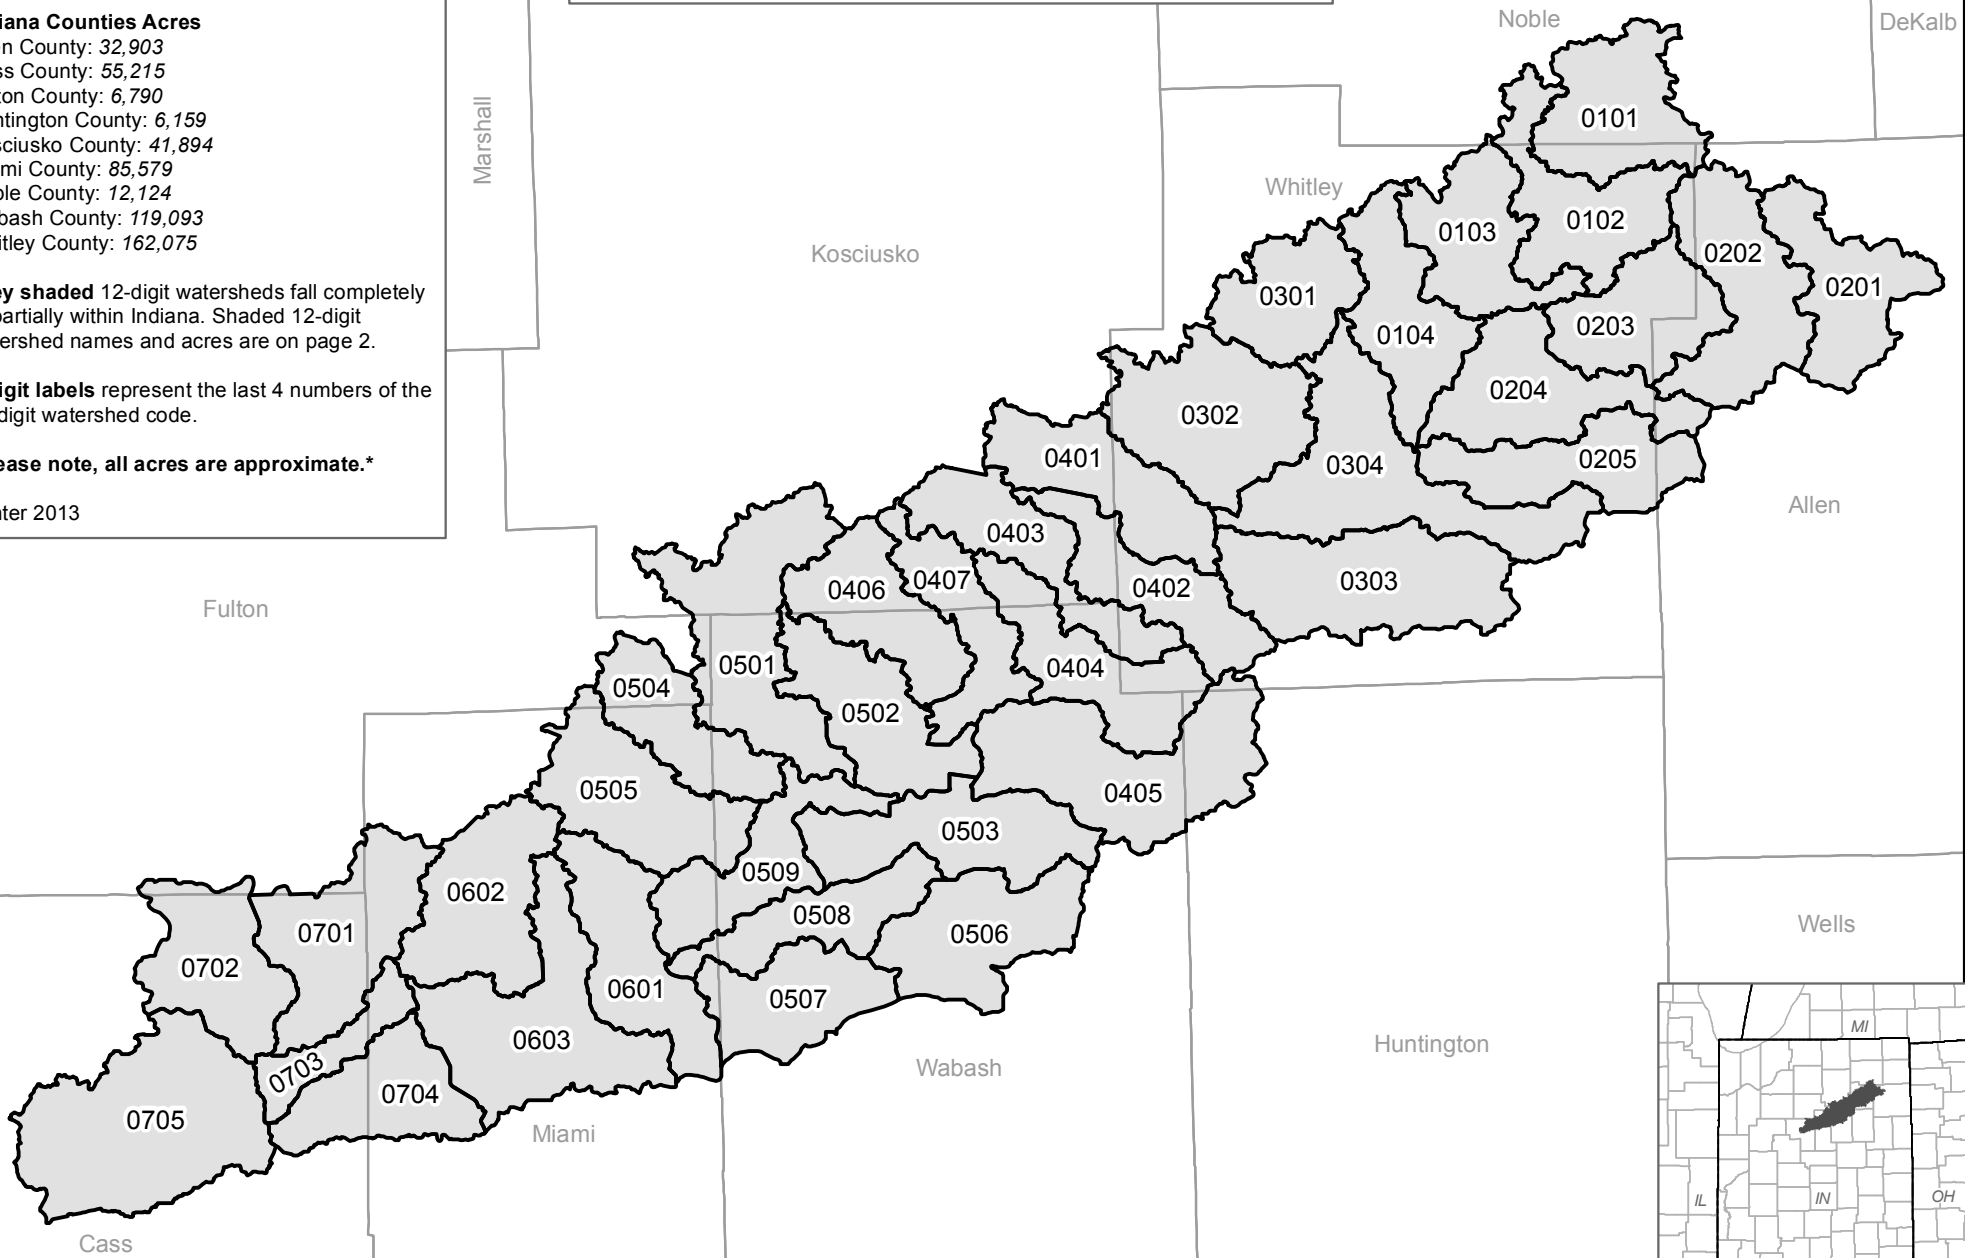 iana Counties Acres
n County: 32,903
ss County: 55,215
ton County: 6,790
ntington County: 6,159
sciusko County: 41,894
mi County: 85,579
ble County: 12,124
bash County: 119,093
itley County: 162,075
ey shaded 12-digit watersheds fall completely
partially within Indiana. Shaded 12-digit
ershed names and acres are on page 2.
igit labels represent the last 4 numbers of the
digit watershed code.
ease note, all acres are approximate.*
nter 2013
Noble
DeKalb
Marshall
Whitley
Kosciusko
Fulton
Allen
Wells
Huntington
Wabash
Miami
Cass
0101
0102
0103
0104
0201
0202
0203
0204
0205
0301
0302
0303
0304
0401
0402
0403
0404
0405
0406
0407
0501
0502
0503
0504
0505
0506
0507
0508
0509
0601
0602
0603
0701
0702
0703
0704
0705
MI
IL
IN
OH